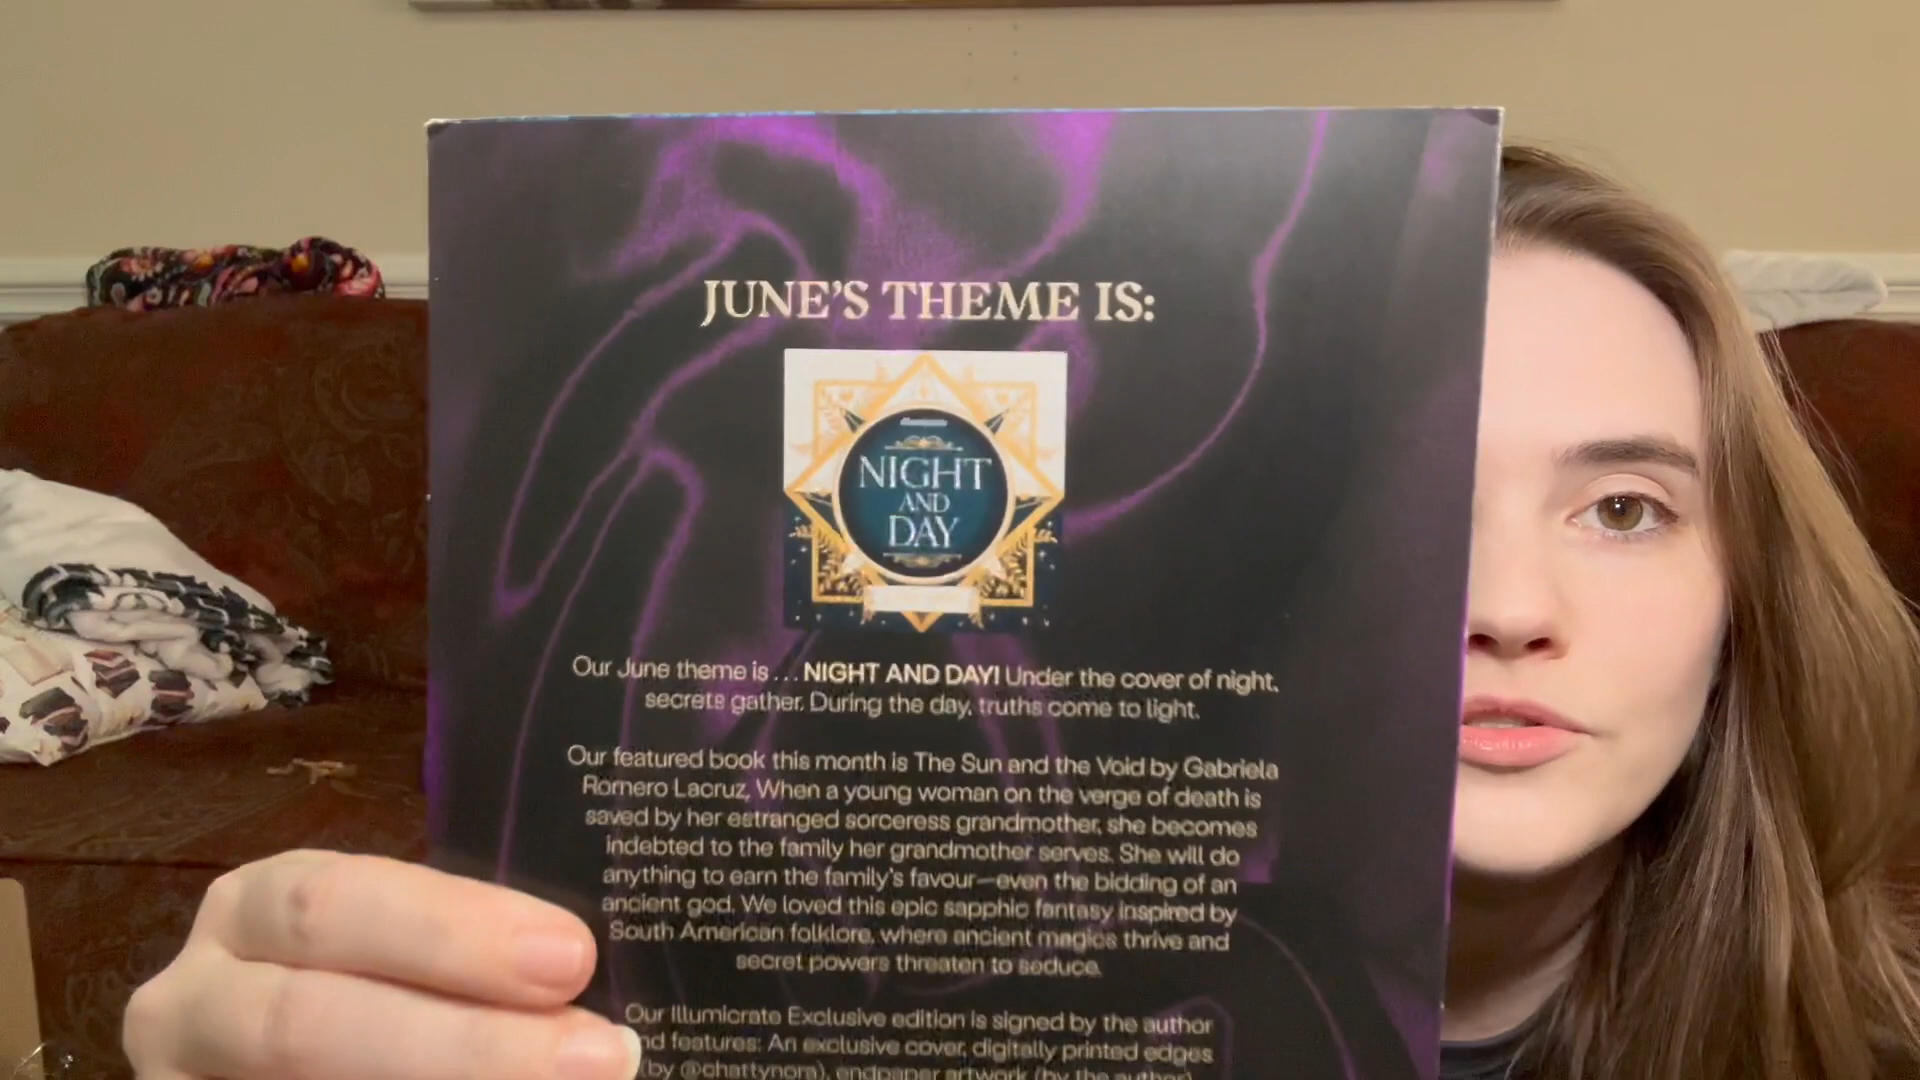 JUNE'S THEME IS:
NIGHT
AND
DAY
Our June theme is... NIGHT AND DAY! Under the cover of night,
secrets gather. During the day, truths come to light.
Our featured book this month is The Sun and the Void by Gabriela
Romero Lacruz. When a young woman on the verge of death is
saved by her estranged sorceress grandmother, she becomes
indebted to the family her grandmother serves. She will do
anything to earn the family's favour—even the bidding of an
ancient god. We loved this epic sapphic fantasy inspired by
South American folklore, where ancient magics thrive and
secret powers threaten to seduce.
Our Illumicrate Exclusive edition is signed by the author
nd features: An exclusive cover, digitally printed edges
(by @chattynora), endpaper artwork (by the author)